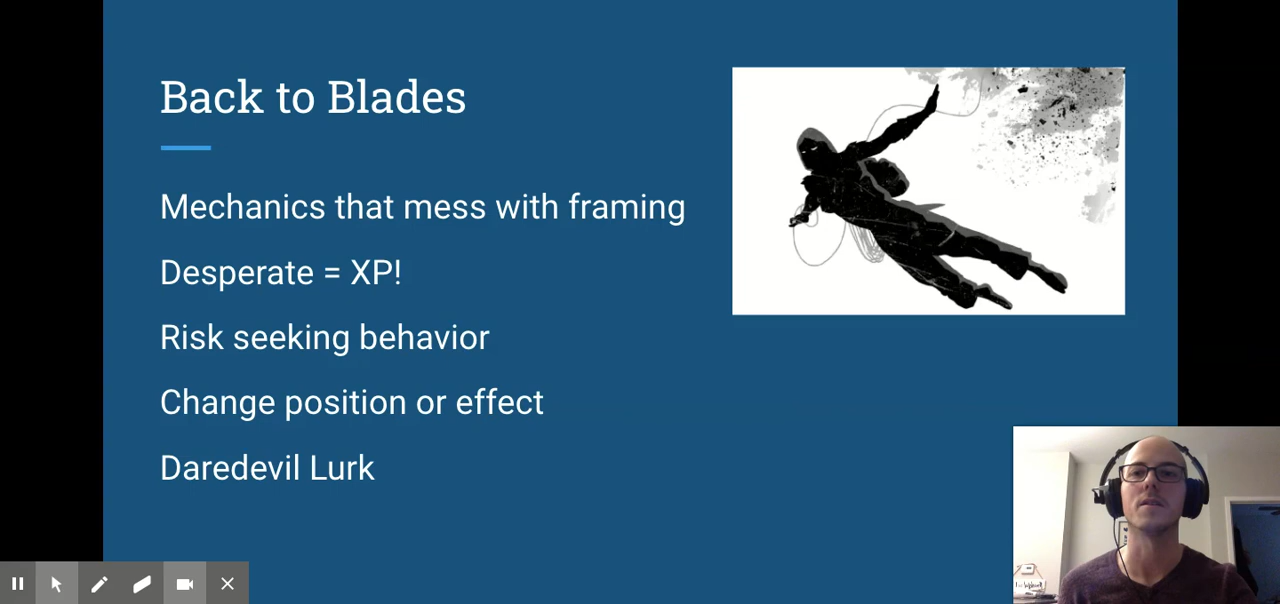 Back to Blades
Mechanics that mess with framing
Desperate = XP!
Risk seeking behavior
Change position or effect
Daredevil Lurk